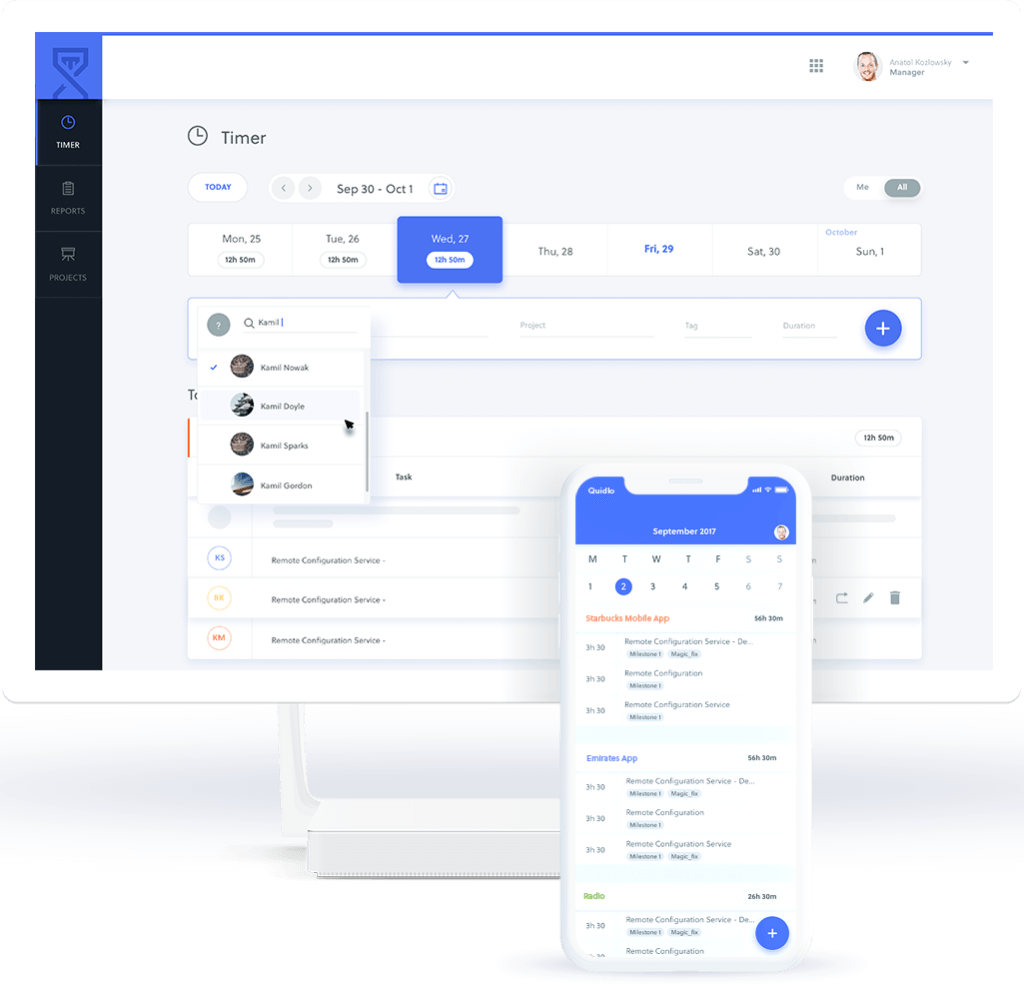 Anatol Kozlowsky
Manager
TIMER
REPORTS
PROJECTS
Timer
TODAY
Sep 30 - Oct 1
Me
All
Mon, 25
12h 50m
Tue, 26
12h 50m
Wed, 27
12h 50m
Thu, 28
Fri, 29
Sat, 30
October
Sun, 1
?
Kamil
Project
Tag
Duration
Kamil Nowak
Kamil Doyle
Kamil Sparks
Kamil Gordon
12h 50m
Task
Duration
KS
Remote Configuration Service -
Remote Configuration Service -
KM
Remote Configuration Service -
Quidlo
September 2017
M T W T F S S
1 2 3 4 5 6 7
Starbucks Mobile App 56h 30m
3h 30 Remote Configuration Service - De...
Milestone 1 Magic_fix
3h 30 Remote Configuration
Milestone 1
3h 30 Remote Configuration Service
Milestone 1
Emirates App 56h 30m
3h 30 Remote Configuration Service - De...
Milestone 1 Magic_fix
3h 30 Remote Configuration
Milestone 1
3h 30 Remote Configuration Service
Milestone 1 Magic_fix
Radio 26h 30m
3h 30 Remote Configuration Service - De...
Milestone 1 Magic_fix
Remote Configuration